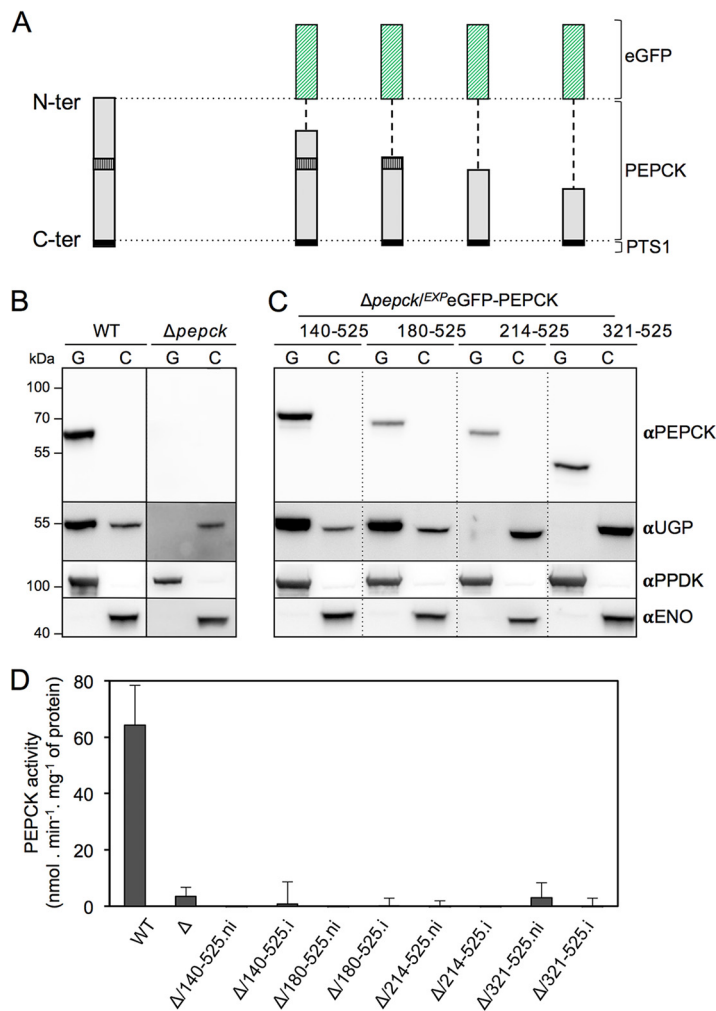 A
eGFP
N-ter
PEPCK
C-ter
PTS1
B
WT Δpepck
kDa G C G C
100
70
55
55
100
40
C
Δpepck/EXPeGFP-PEPCK
140-525 180-525 214-525 321-525
G C G C G C G C
αPEPCK
αUGP
αPPDK
αENO
D
PEPCK activity
(nmol . min-1. mg-1 of protein)
80
60
40
20
0
WT
Δ
Δ/140-525.ni
Δ/140-525.i
Δ/180-525.ni
Δ/180-525.i
Δ/214-525.ni
Δ/214-525.i
Δ/321-525.ni
Δ/321-525.i